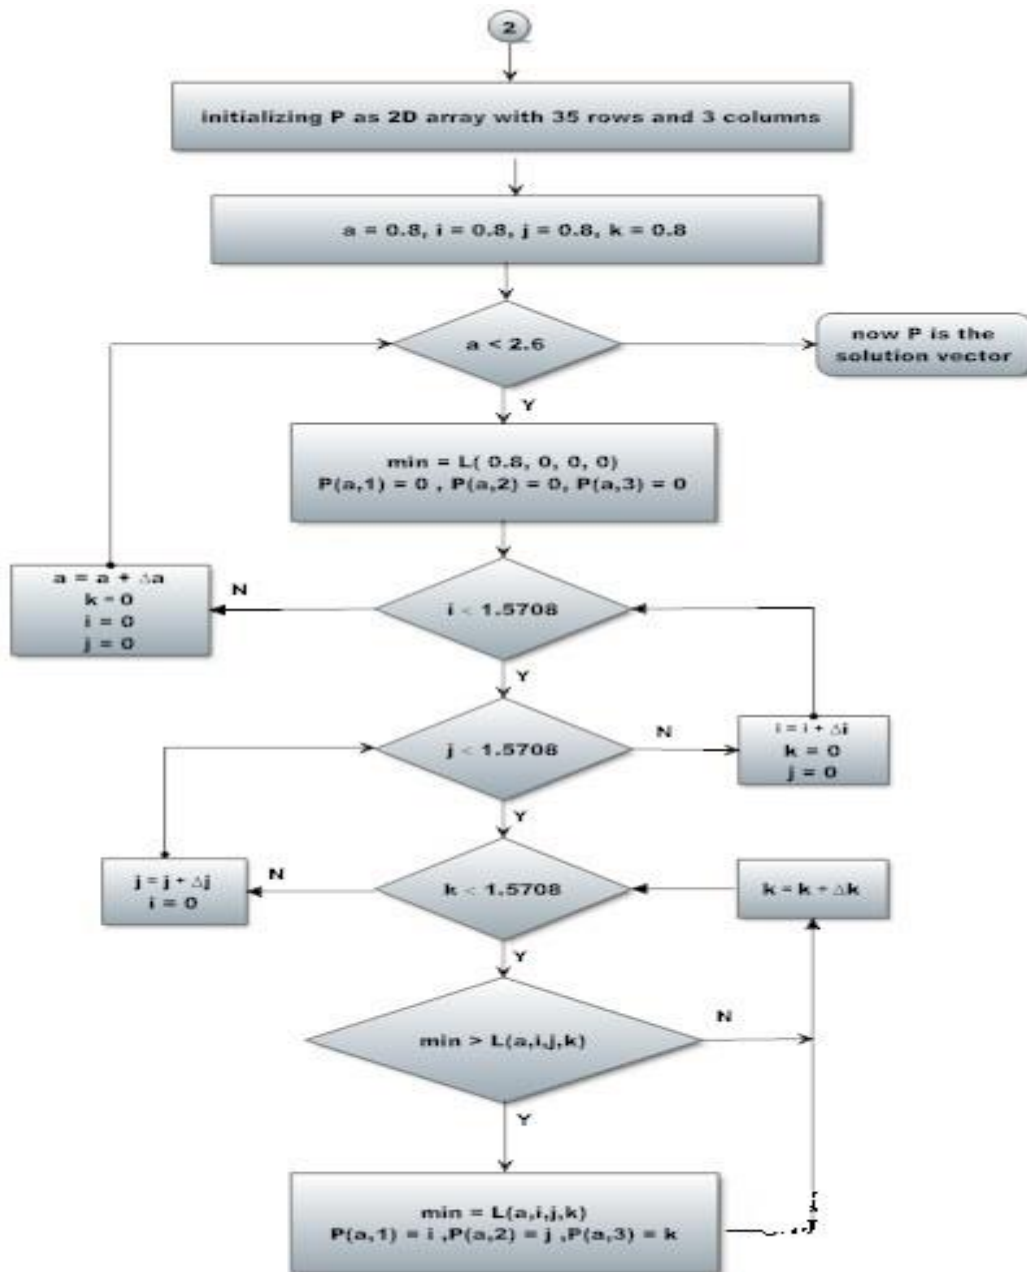 2
initializing P as 2D array with 35 rows and 3 columns
a = 0.8, i = 0.8, j = 0.8, k = 0.8
a < 2.6
now P is the
solution vector
Y
min = L( 0.8, 0, 0, 0)
P(a,1) = 0 , P(a,2) = 0, P(a,3) = 0
a = a + Δa
k = 0
i = 0
j = 0
N
i < 1.5708
Y
j < 1.5708
N
i = i + Δi
k = 0
j = 0
Y
j = j + Δj
i = 0
N
k < 1.5708
k = k + Δk
Y
min > L(a,i,j,k)
N
Y
min = L(a,i,j,k)
P(a,1) = i ,P(a,2) = j ,P(a,3) = k